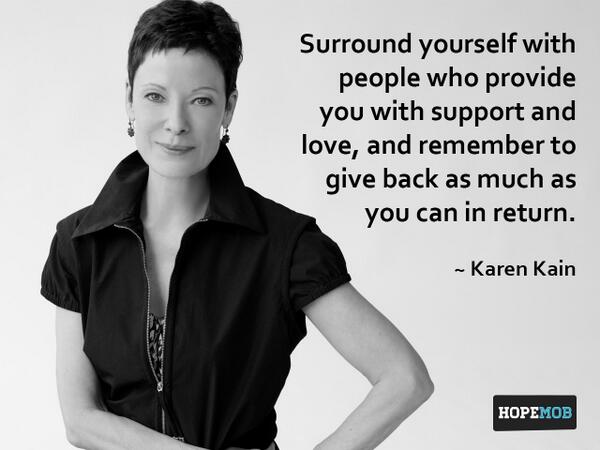 Surround yourself with
people who provide
you with support and
love, and remember to
give back as much as
you can in return.
~ Karen Kain
HOPEMOB